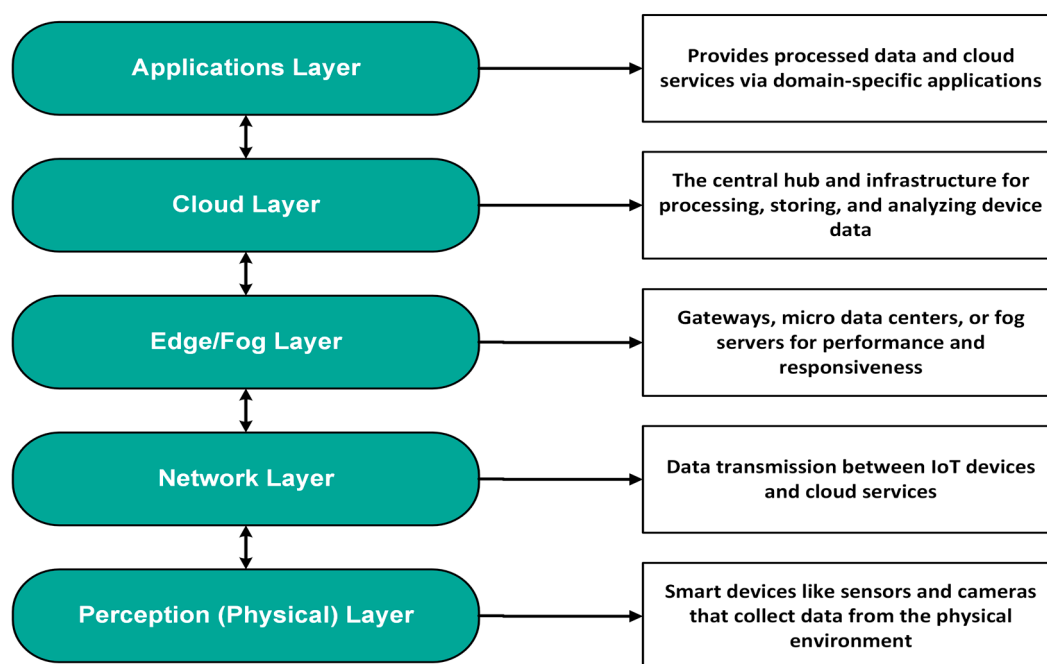 Applications Layer
Provides processed data and cloud
services via domain-specific applications
Cloud Layer
The central hub and infrastructure for
processing, storing, and analyzing device
data
Edge/Fog Layer
Gateways, micro data centers, or fog
servers for performance and
responsiveness
Network Layer
Data transmission between IoT devices
and cloud services
Perception (Physical) Layer
Smart devices like sensors and cameras
that collect data from the physical
environment